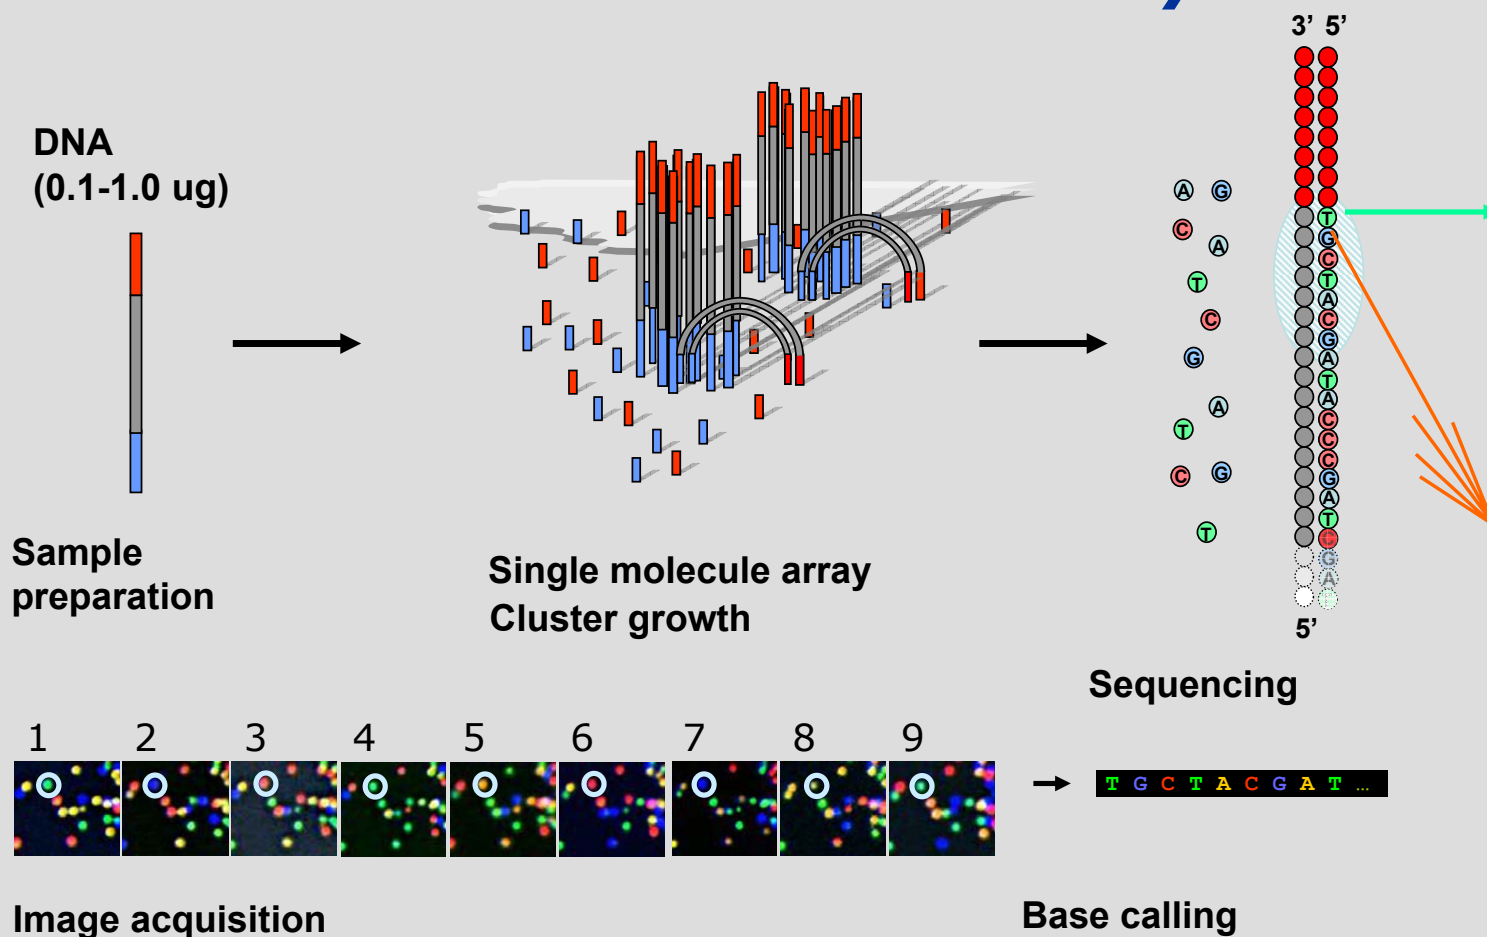 3’ 5’
DNA
(0.1-1.0 ug)
A G
C
A
T
C
G
A
T
C G
T
T
G
C
T
A
C
G
A
T
A
C
C
C
G
A
T
C
G
A
5’
Sample
preparation
Single molecule array
Cluster growth
Sequencing
1 2 3 4 5 6 7 8 9
T G C T A C G A T ...
Image acquisition
Base calling